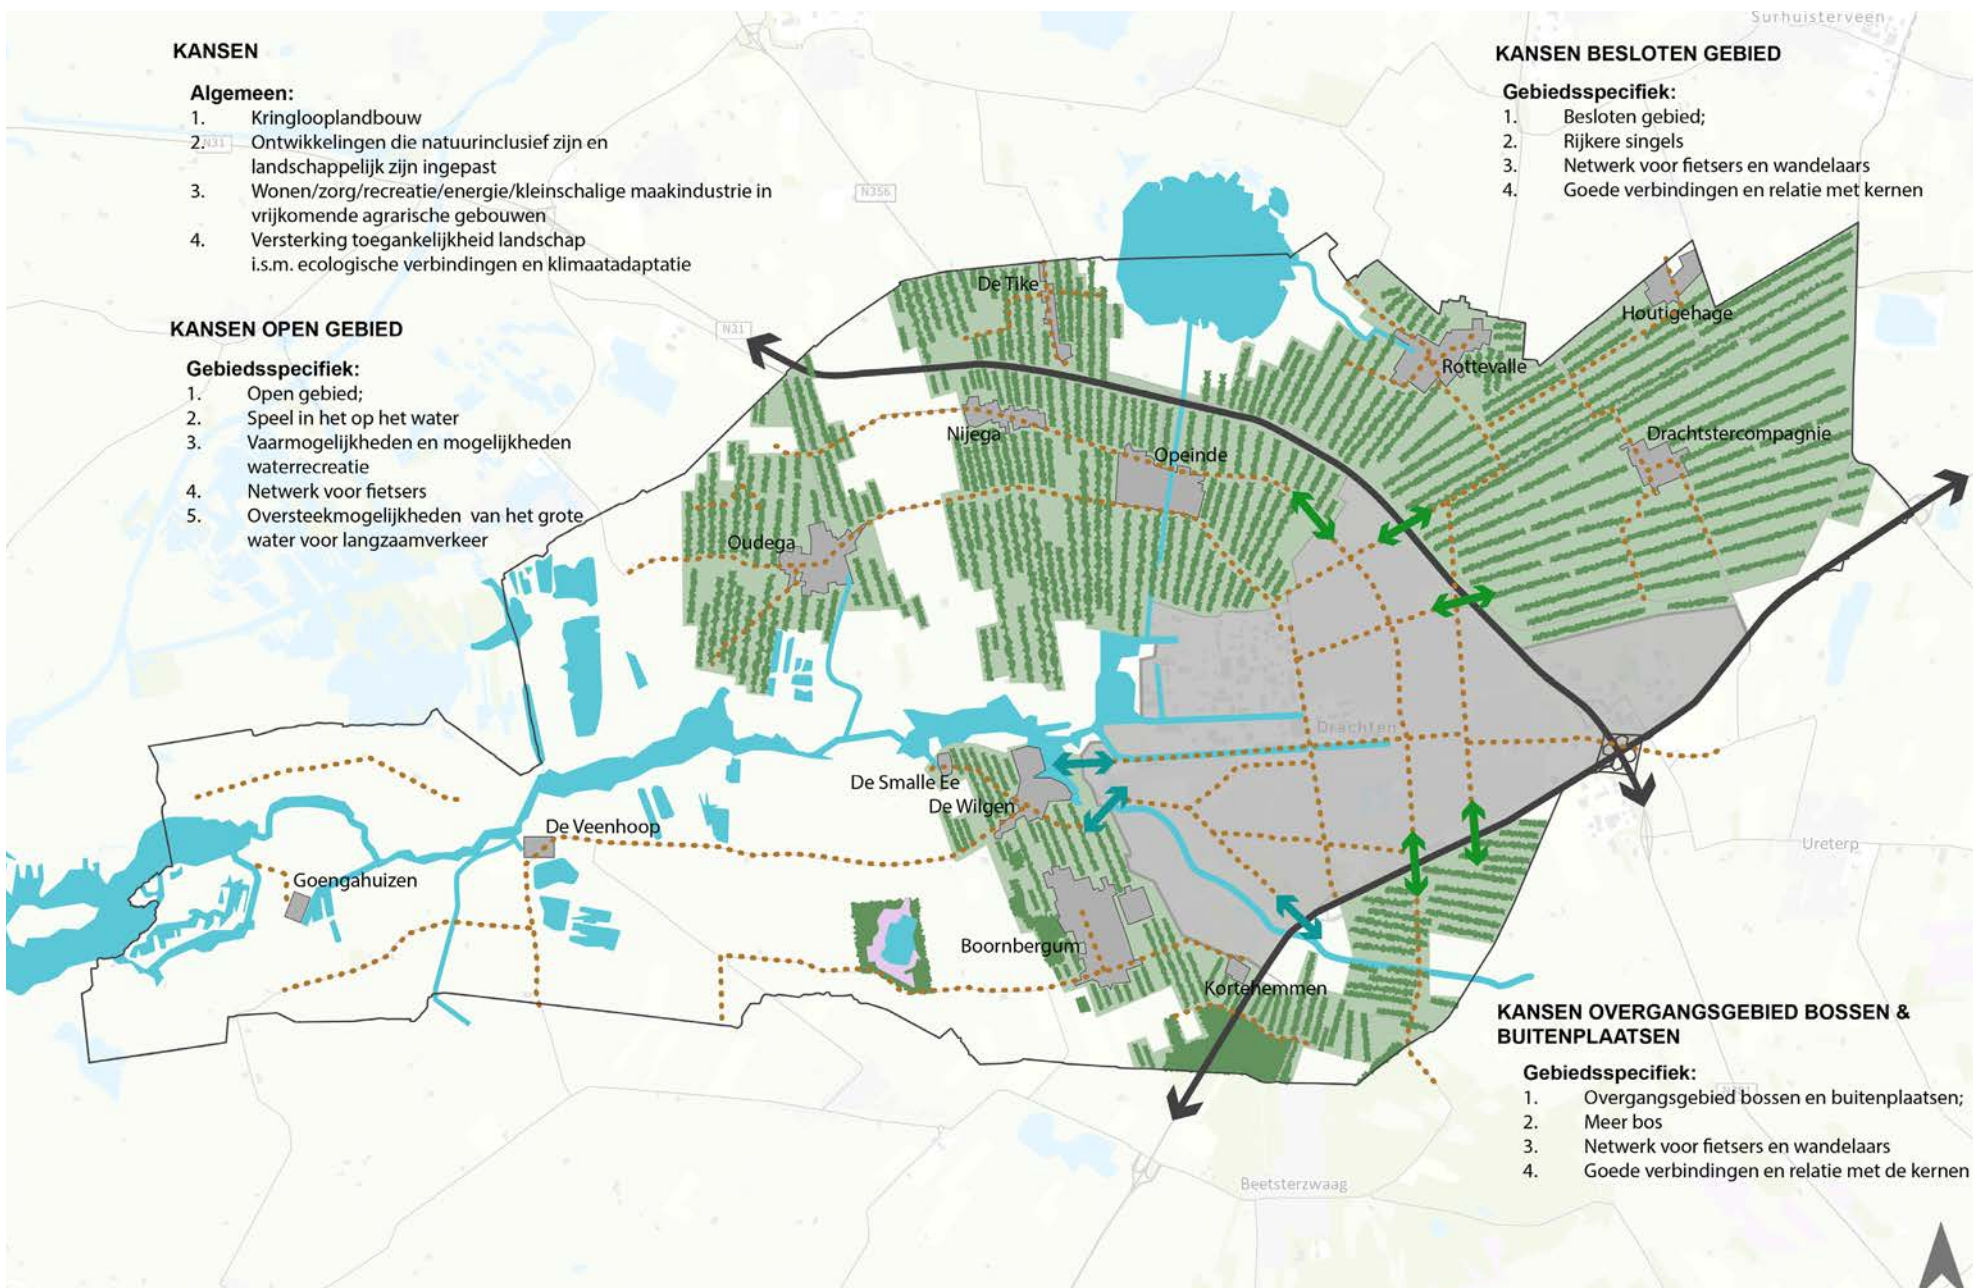 Surhuisterveen
KANSEN
Algemeen:
1. Kringlooplandbouw
2. Ontwikkelingen die natuurinclusief zijn en
landschappelijk zijn ingepast
3. Wonen/zorg/recreatie/energie/kleinschalige maakindustrie in
vrijkomende agrarische gebouwen
4. Versterking toegankelijkheid landschap
i.s.m. ecologische verbindingen en klimaatadaptatie
KANSEN OPEN GEBIED
Gebiedsspecifiek:
1. Open gebied;
2. Speel in het op het water
3. Vaarmogelijkheden en mogelijkheden
waterrecreatie
4. Netwerk voor fietsers
5. Oversteekmogelijkheden van het grote
water voor langzaamverkeer
KANSEN BESLOTEN GEBIED
Gebiedsspecifiek:
1. Besloten gebied;
2. Rijkere singels
3. Netwerk voor fietsers en wandelaars
4. Goede verbindingen en relatie met kernen
N31
N356
N31
De Tike
Houtigehage
Rottevalle
Nijega
Opeinde
Drachtstercompagnie
Oudega
Drachten
De Smalle Ee
De Wilgen
De Veenhoop
Goengahuizen
Ureterp
Boornbergum
Kortehemmen
KANSEN OVERGANGSGEBIED BOSSEN &
BUITENPLAATSEN
Gebiedsspecifiek:
1. Overgangsgebied bossen en buitenplaatsen;
2. Meer bos
3. Netwerk voor fietsers en wandelaars
4. Goede verbindingen en relatie met de kernen
Beetsterzwaag